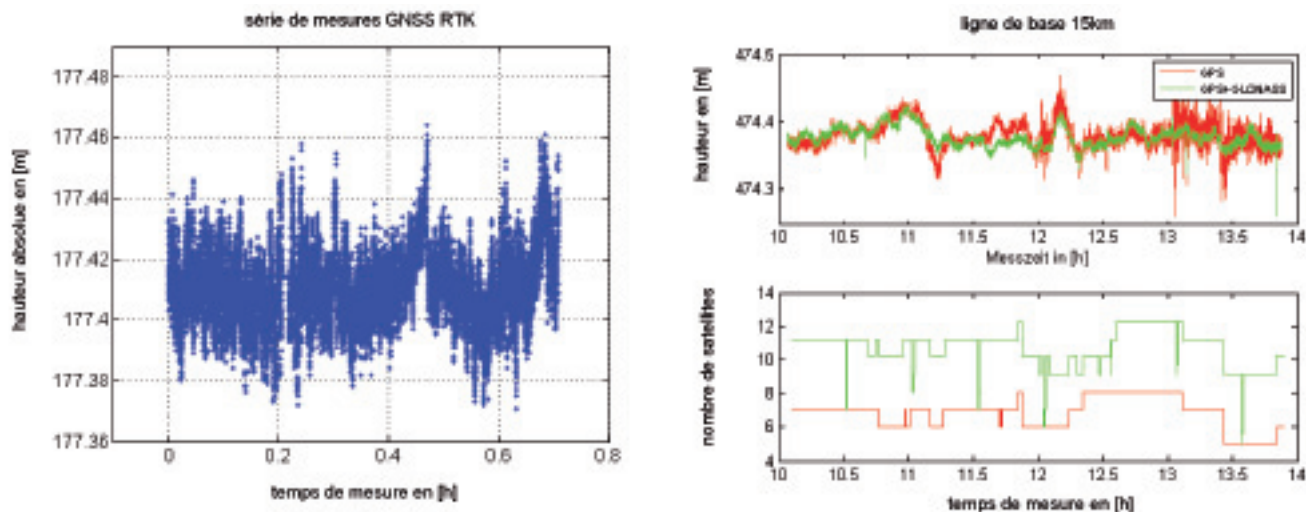 série de mesures GNSS RTK
hauteur absolue en [m]
177.48
177.46
177.44
177.42
177.4
177.38
177.36
0 0.2 0.4 0.6 0.8
temps de mesure en [h]
ligne de base 15km
hauteur en [m]
474.5
474.4
474.3
GPS
GPS+GLONASS
10 10.5 11 11.5 12 12.5 13 13.5 14
Messzeit in [h]
nombre de satellites
14
12
10
8
6
4
10 10.5 11 11.5 12 12.5 13 13.5 14
temps de mesure en [h]